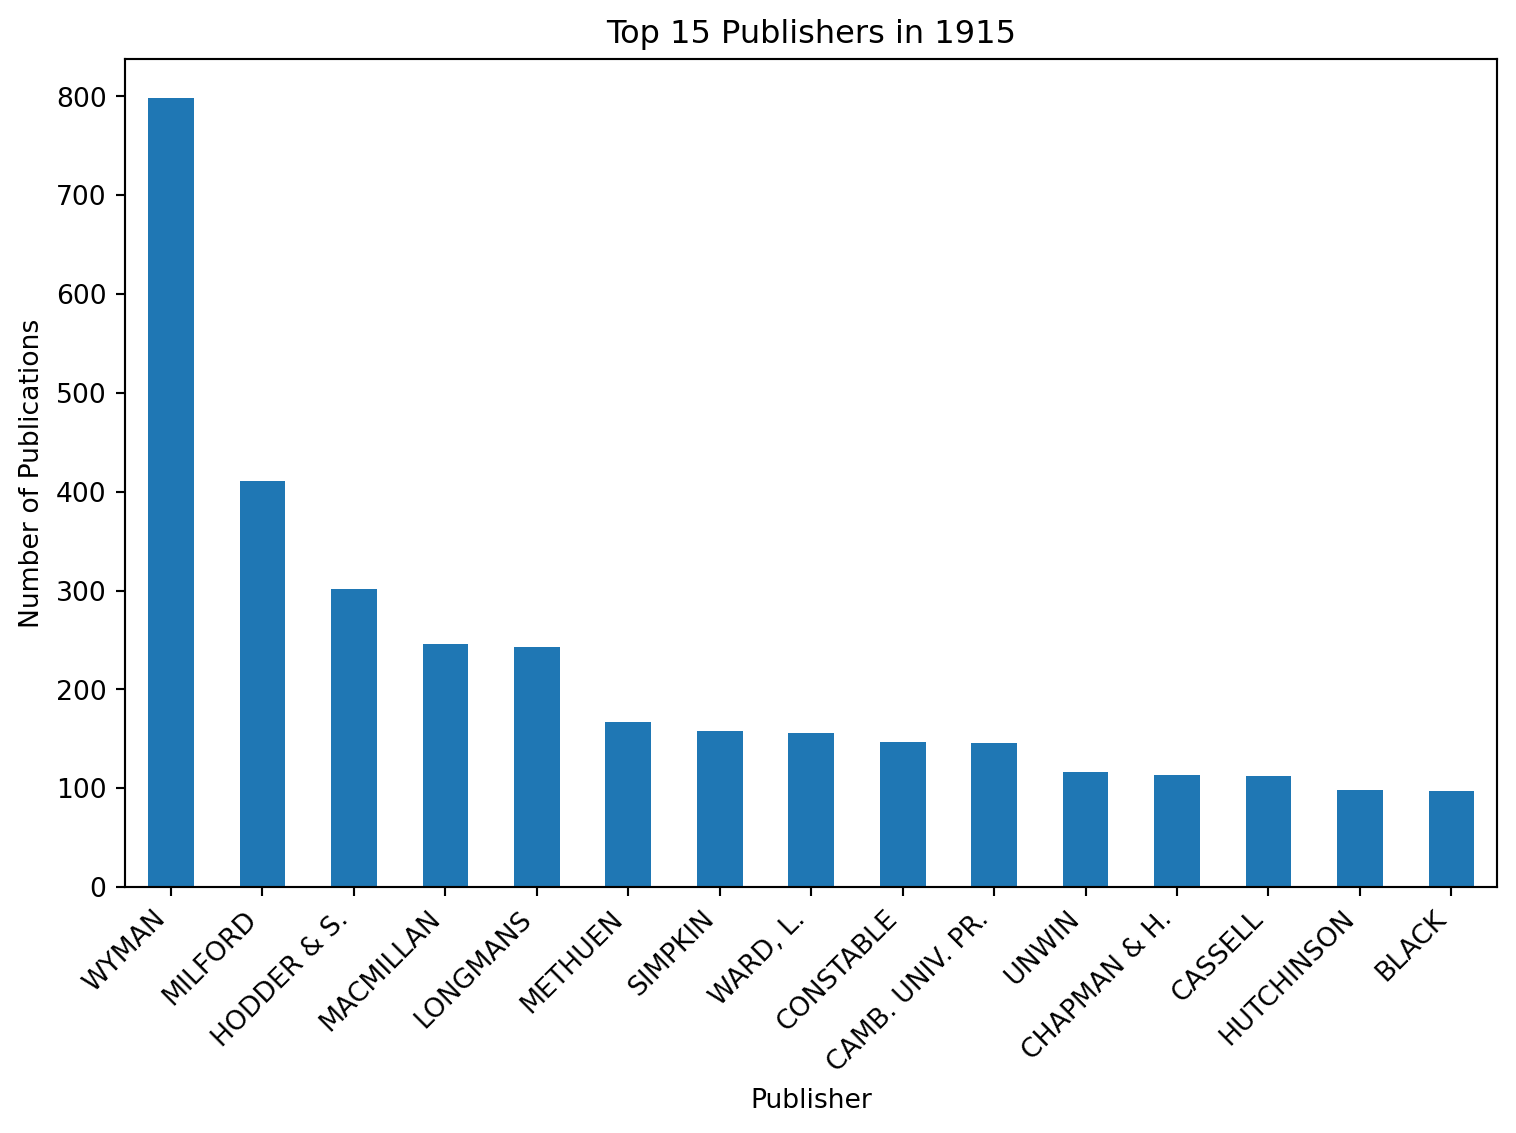 Top 15 Publishers in 1915
Number of Publications
800
700
600
500
400
300
200
100
0
WYMAN
MILFORD
HODDER & S.
MACMILLAN
LONGMANS
METHUEN
SIMPKIN
WARD, L.
CONSTABLE
CAMB. UNIV. PR.
UNWIN
CHAPMAN & H.
CASSELL
HUTCHINSON
BLACK
Publisher